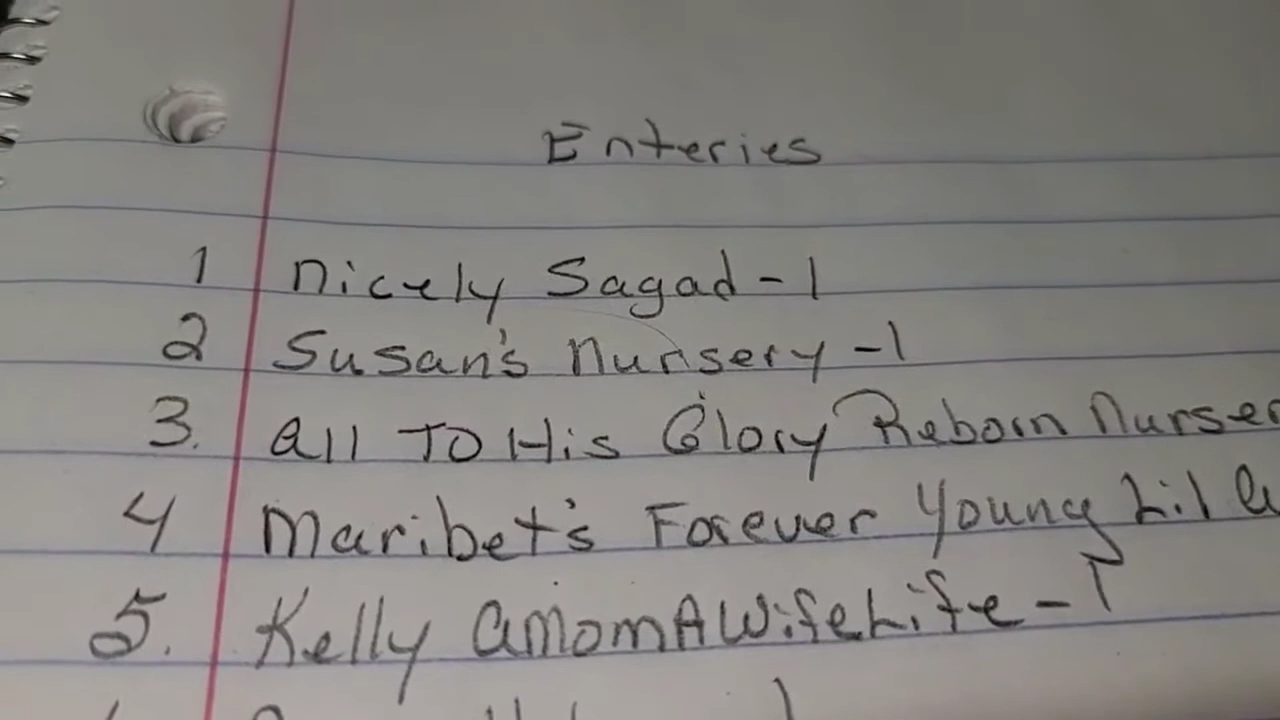 Enteries
1 Nicely Sagad - 1
2 Susan's Nursery - 1
3. All To His Glory Reborn Nurser
4 Maribet's Forever Young Lil
5. Kelly AMomAWifeLife - 1